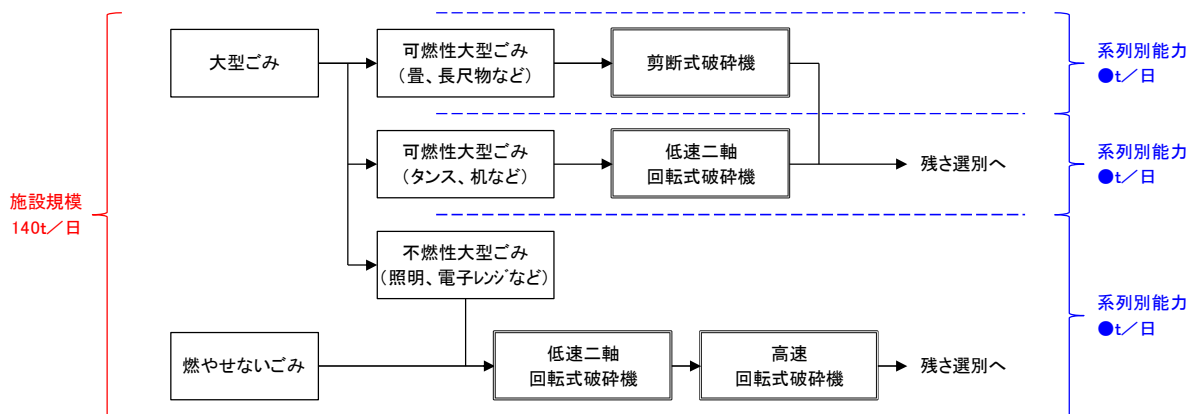 大型ごみ
可燃性大型ごみ
（畳、長尺物など）
剪断式破砕機
系列別能力
●t／日
可燃性大型ごみ
（タンス、机など）
低速二軸
回転式破砕機
残さ選別へ
系列別能力
●t／日
施設規模
140t／日
不燃性大型ごみ
（照明、電子ﾚﾝｼﾞなど）
系列別能力
●t／日
燃やせないごみ
低速二軸
回転式破砕機
高速
回転式破砕機
残さ選別へ